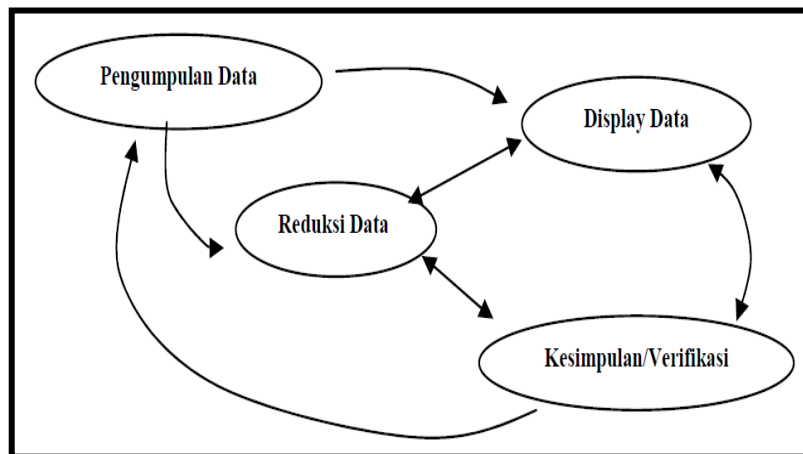 Pengumpulan Data
Display Data
Reduksi Data
Kesimpulan/Verifikasi